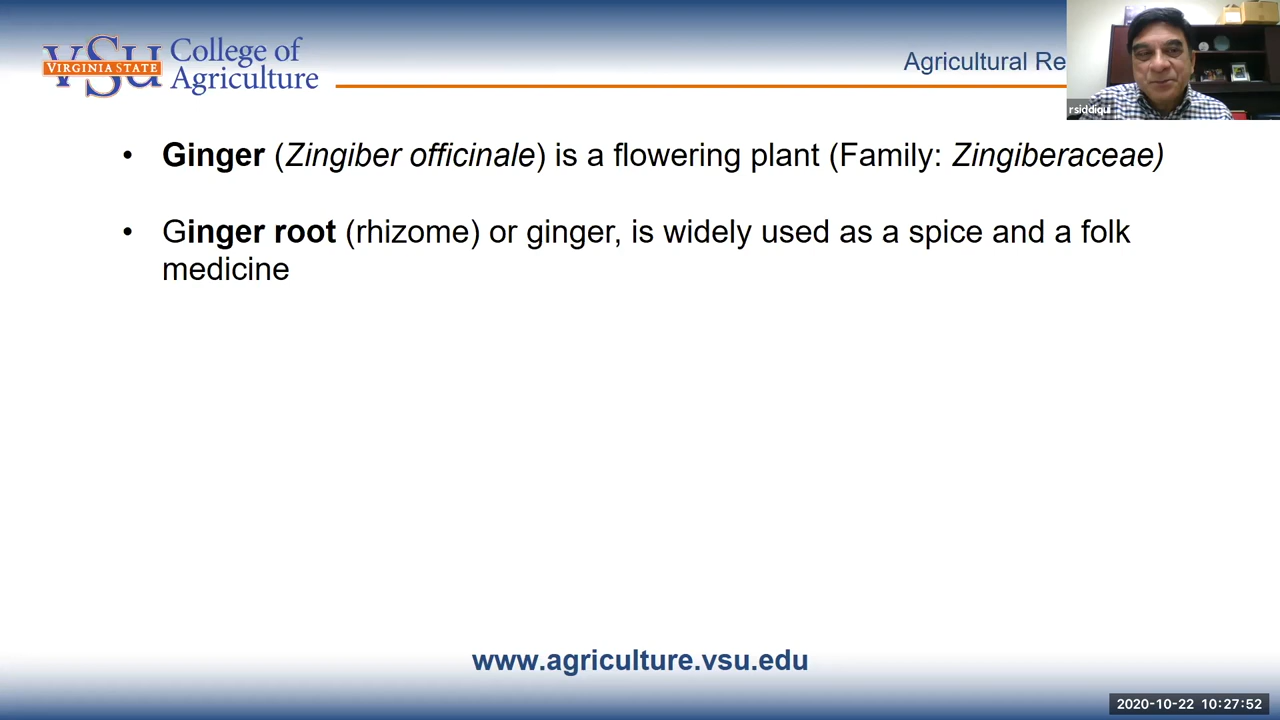 VSU
VIRGINIA STATE
College of
Agriculture
Agricultural Re
rsiddiqui
• Ginger (Zingiber officinale) is a flowering plant (Family: Zingiberaceae)
• Ginger root (rhizome) or ginger, is widely used as a spice and a folk
medicine
www.agriculture.vsu.edu
2020-10-22 10:27:52